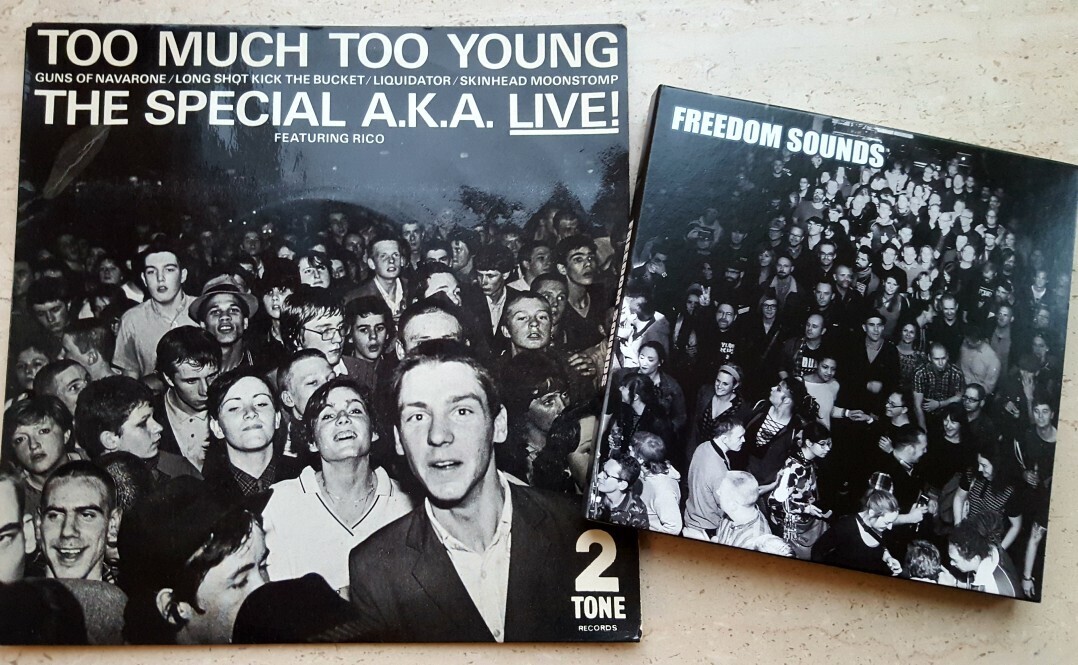 TOO MUCH TOO YOUNG
GUNS OF NAVARONE/LONG SHOT KICK THE BUCKET/LIQUIDATOR/SKINHEAD MOONSTOMP
THE SPECIAL A.K.A. LIVE!
FEATURING RICO
2
TONE
RECORDS
FREEDOM SOUNDS